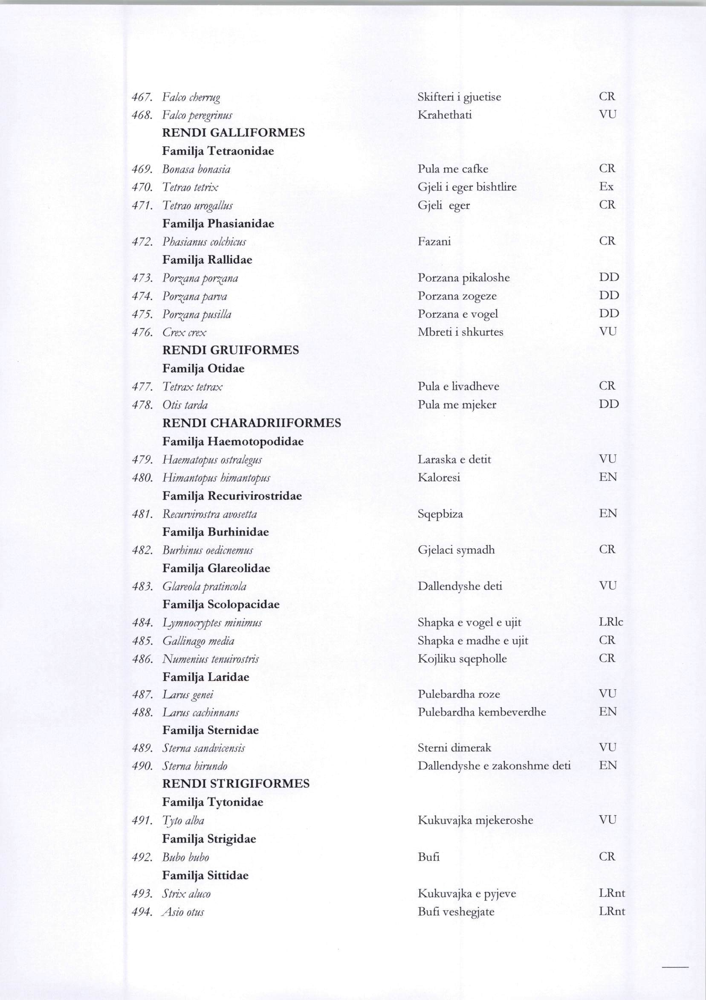 467. Falco cherrug Skifteri i gjuetise CR
468. Falco peregrinus Krahethati VU
RENDI GALLIFORMES
Familja Tetraonidae
469. Bonasa bonasia Pula me cafke CR
470. Tetrao tetrix Gjeli i eger bishtlire Ex
471. Tetrao urogallus Gjeli eger CR
Familja Phasianidae
472. Phasianus colchicus Fazani CR
Familja Rallidae
473. Porzana porzana Porzana pikaloshe DD
474. Porzana parva Porzana zogeze DD
475. Porzana pusilla Porzana e vogel DD
476. Crex crex Mbreti i shkurtes VU
RENDI GRUIFORMES
Familja Otidae
477. Tetrax tetrax Pula e livadheve CR
478. Otis tarda Pula me mjeker DD
RENDI CHARADRIIFORMES
Familja Haemotopodidae
479. Haematopus ostralegus Laraska e detit VU
480. Himantopus himantopus Kaloresi EN
Familja Recurivirostridae
481. Recurvirostra avosetta Sqepbiza EN
Familja Burhinidae
482. Burhinus oedicnemus Gjelaci symadh CR
Familja Glareolidae
483. Glareola pratincola Dallendyshe deti VU
Familja Scolopacidae
484. Lymnocryptes minimus Shapka e vogel e ujit LRlc
485. Gallinago media Shapka e madhe e ujit CR
486. Numenius tenuirostris Kojliku sqepholle CR
Familja Laridae
487. Larus genei Pulebardha roze VU
488. Larus cachinnans Pulebardha kembeverdhe EN
Familja Sternidae
489. Sterna sandvicensis Sterni dimerak VU
490. Sterna hirundo Dallendyshe e zakonshme deti EN
RENDI STRIGIFORMES
Familja Tytonidae
491. Tyto alba Kukuvajka mjekeroshe VU
Familja Strigidae
492. Bubo bubo Bufi CR
Familja Sittidae
493. Strix aluco Kukuvajka e pyjeve LRnt
494. Asio otus Bufi veshegjate LRnt